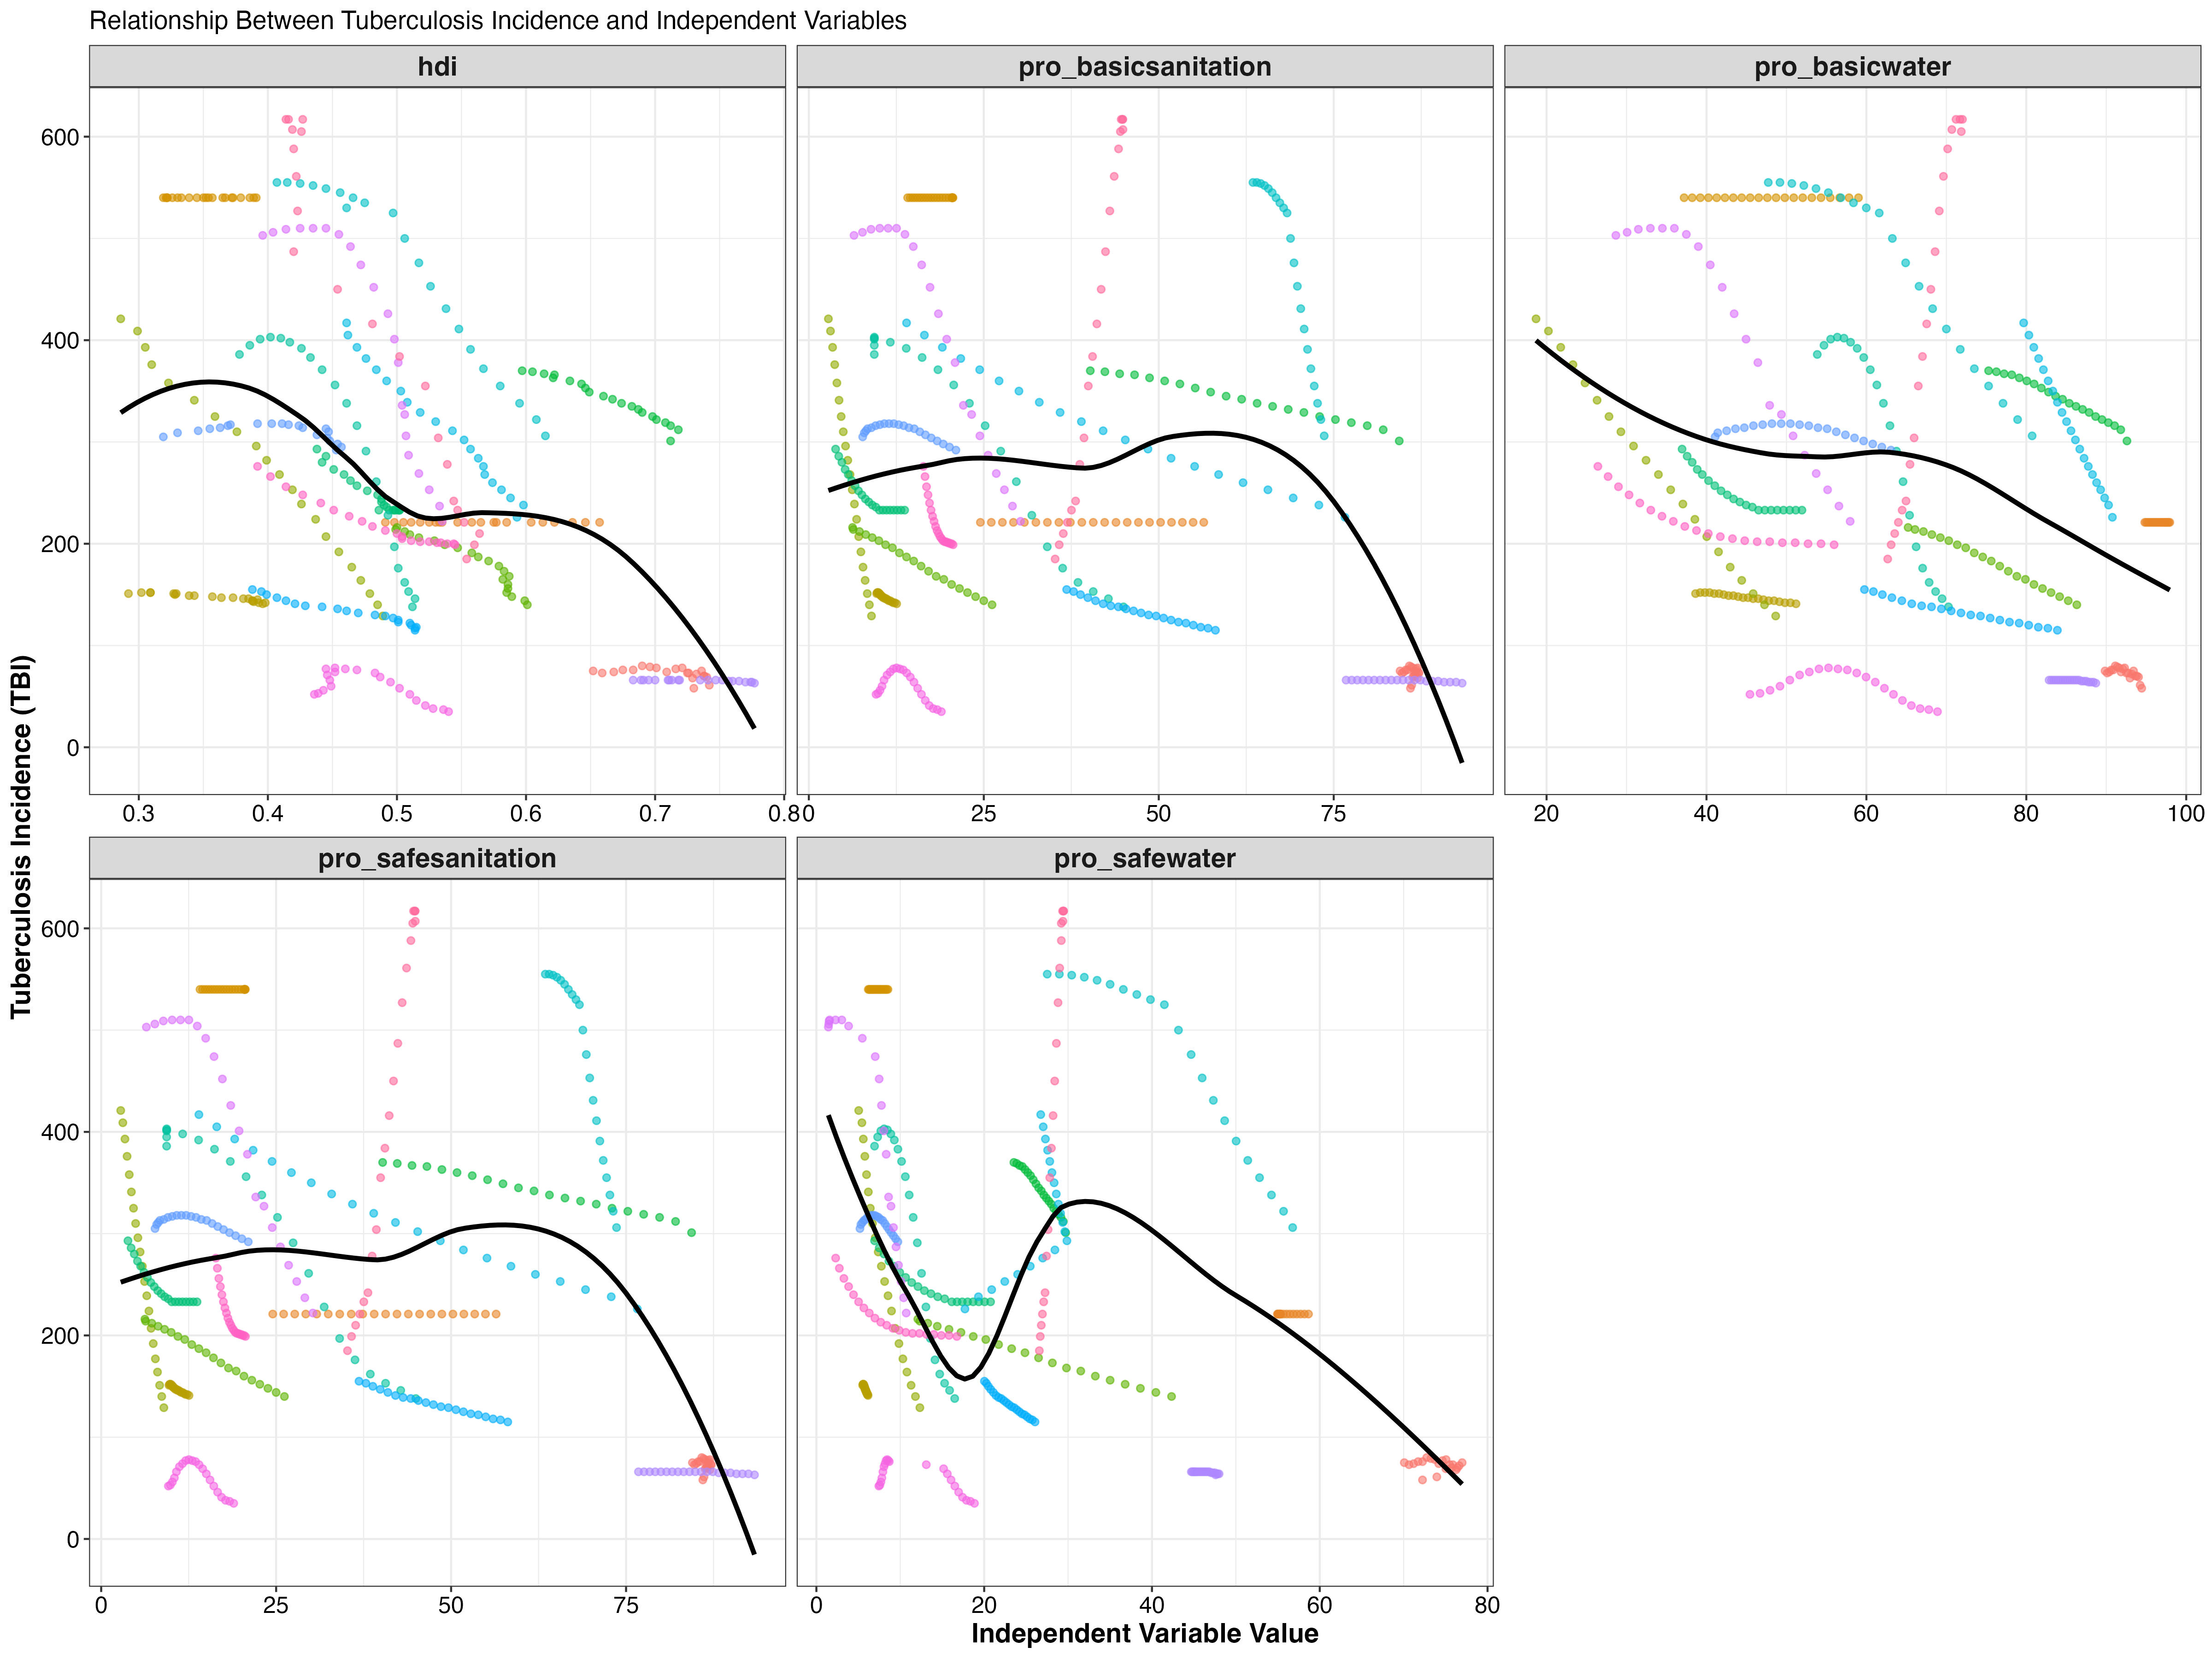 Relationship Between Tuberculosis Incidence and Independent Variables
hdi
pro_basicsanitation
pro_basicwater
600
400
200
0
0.3 0.4 0.5 0.6 0.7 0.8
0 25 50 75
20 40 60 80 100
Tuberculosis Incidence (TBI)
pro_safesanitation
pro_safewater
600
400
200
0
0 25 50 75
0 20 40 60 80
Independent Variable Value